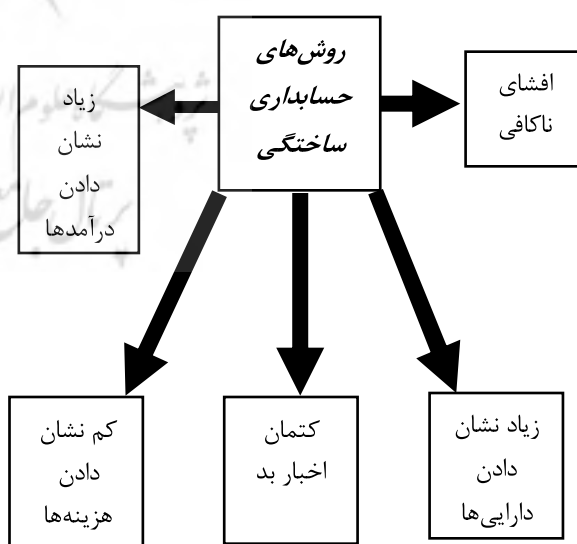 روش‌های
حسابداری
ساختگی
افشای
ناکافی
زیاد
نشان
دادن
درآمدها
زیاد نشان
دادن
دارایی‌ها
کتمان
اخبار بد
کم نشان
دادن
هزینه‌ها